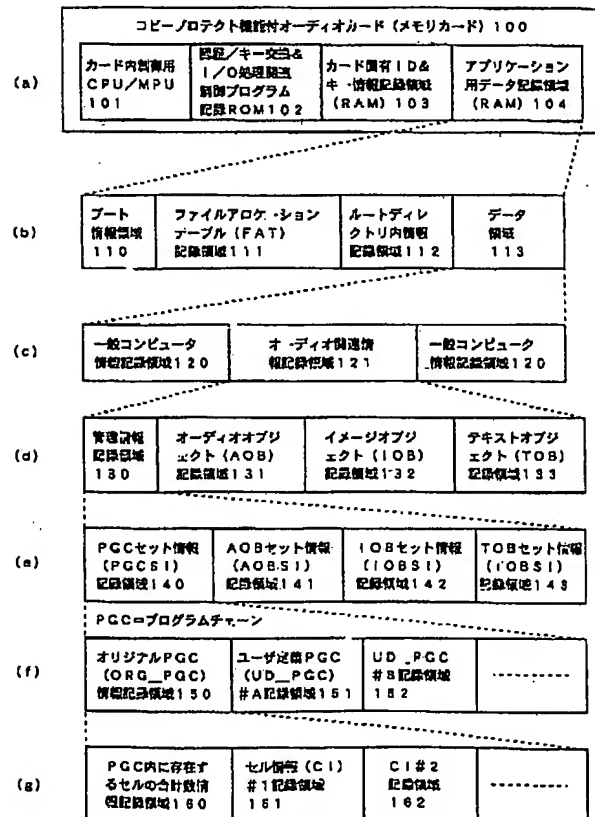 コピープロテクト機能付オーディオカード(メモリカード)100
(a)
カード内制御用
CPU/MPU
101
認証/キー交換&
I/O処理関連
制御プログラム
記録ROM102
カード固有ID&
キー情報記録領域
(RAM)103
アプリケーション
用データ記録領域
(RAM)104
(b)
ブート
情報領域
110
ファイルアロケーション
テーブル(FAT)
記録領域111
ルートディレ
クトリ内情報
記録領域112
データ
領域
113
(c)
一般コンピュータ
情報記録領域120
オーディオ関連情
報記録領域121
一般コンピュータ
情報記録領域120
(d)
管理情報
記録領域
130
オーディオオブジ
ェクト(AOB)
記録領域131
イメージオブジ
ェクト(IOB)
記録領域132
テキストオブジ
ェクト(TOB)
記録領域133
(e)
PGCセット情報
(PGCSI)
記録領域140
AOBセット情報
(AOBSI)
記録領域141
IOBセット情報
(IOBSI)
記録領域142
TOBセット情報
(TOBSI)
記録領域143
PGC=プログラムチェーン
(f)
オリジナルPGC
(ORG_PGC)
情報記録領域150
ユーザ定義PGC
(UD_PGC)
#A記録領域151
UD_PGC
#B記録領域
152
(g)
PGC内に存在す
るセルの合計数情
報記録領域160
セル情報(CI)
#1記録領域
161
CI#2
記録領域
162